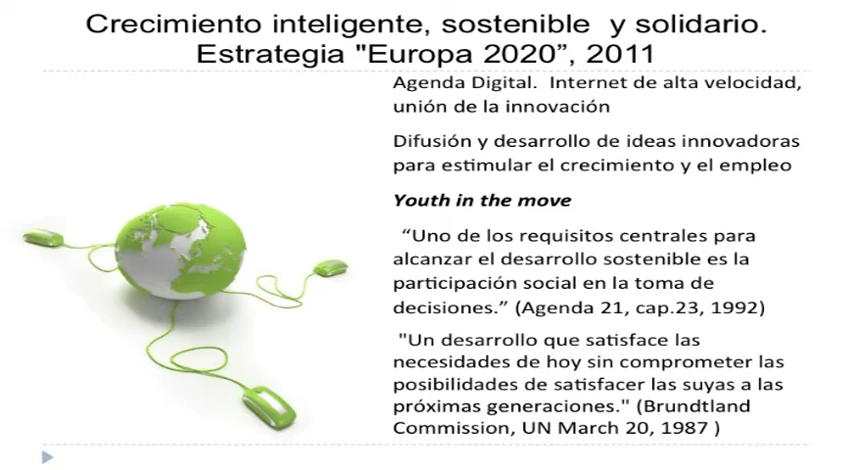 Crecimiento inteligente, sostenible  y solidario.
Estrategia "Europa 2020”, 2011
Agenda Digital.  Internet de alta velocidad,
unión de la innovación
Difusión y desarrollo de ideas innovadoras
para estimular el crecimiento y el empleo
Youth in the move
“Uno de los requisitos centrales para
alcanzar el desarrollo sostenible es la
participación social en la toma de
decisiones.” (Agenda 21, cap.23, 1992)
"Un desarrollo que satisface las
necesidades de hoy sin comprometer las
posibilidades de satisfacer las suyas a las
próximas generaciones." (Brundtland
Commission, UN March 20, 1987 )